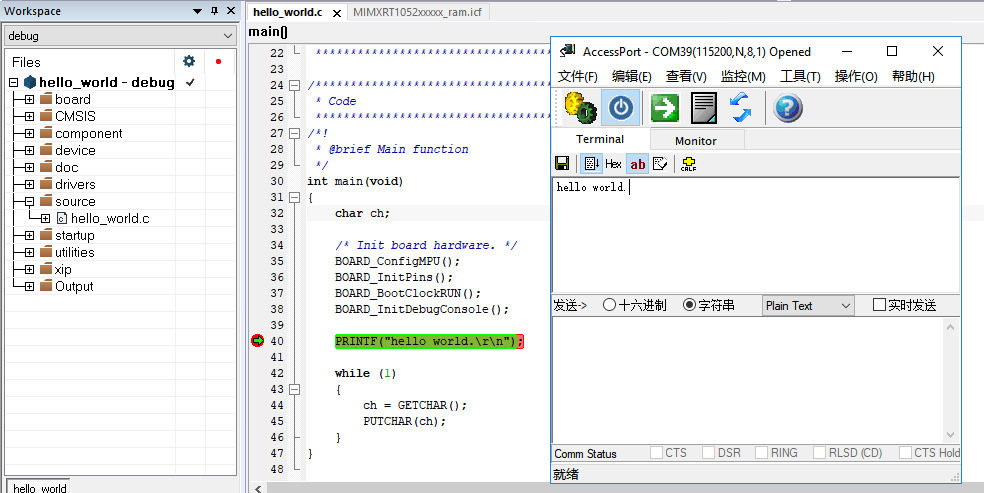 Workspace
debug
Files
hello_world - debug
board
CMSIS
component
device
doc
drivers
source
hello_world.c
startup
utilities
xip
Output
hello_world
hello_world.c
MIMXRT1052xxxxx_ram.icf
main()
22 ***********************************
23
24 /***********************************
25 * Code
26 ***********************************
27 /*!
28 * @brief Main function
29 */
30 int main(void)
31 {
32 char ch;
33
34 /* Init board hardware. */
35 BOARD_ConfigMPU();
36 BOARD_InitPins();
37 BOARD_BootClockRUN();
38 BOARD_InitDebugConsole();
39
40 PRINTF("hello world.\r\n");
41
42 while (1)
43 {
44 ch = GETCHAR();
45 PUTCHAR(ch);
46 }
47 }
48
AccessPort - COM39(115200,N,8,1) Opened
文件(F) 编辑(E) 查看(V) 监控(M) 工具(T) 操作(O) 帮助(H)
Terminal Monitor
Hex ab CRLF
hello world.
发送-> 十六进制 字符串 Plain Text 实时发送
Comm Status CTS DSR RING RLSD (CD) CTS Hold
就绪